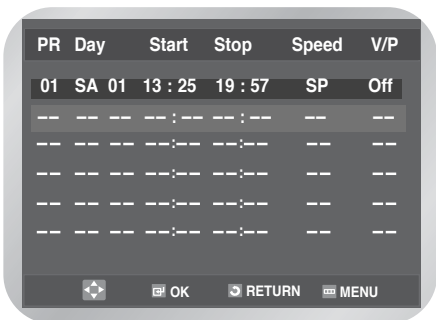 PR Day Start Stop Speed V/P
01 SA 01 13 : 25 19 : 57 SP Off
–– –– –– –– : –– –– : –– –– ––
–– –– –– ––:–– ––:–– –– ––
–– –– –– ––:–– ––:–– –– ––
–– –– –– ––:–– ––:–– –– ––
–– –– –– ––:–– ––:–– –– ––
OK RETURN MENU